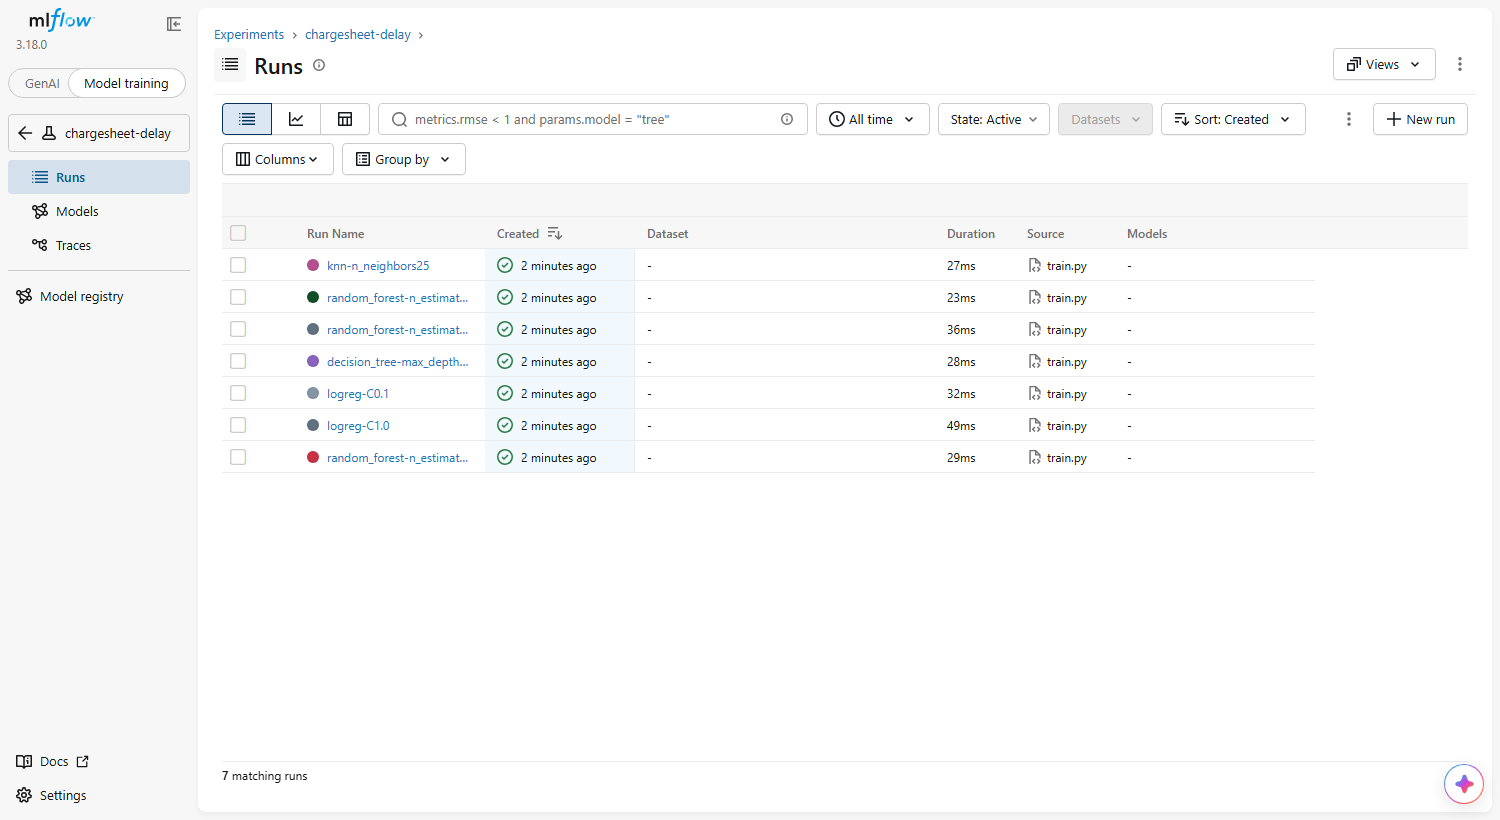 mlflow
3.18.0
GenAI Model training
chargesheet-delay
Runs
Models
Traces
Model registry
Docs
Settings
Experiments > chargesheet-delay >
Runs
Views
metrics.rmse < 1 and params.model = "tree"
All time
State: Active
Datasets
Sort: Created
New run
Columns
Group by
Run Name Created Dataset Duration Source Models
knn-n_neighbors25 2 minutes ago - 27ms train.py -
random_forest-n_estimat... 2 minutes ago - 23ms train.py -
random_forest-n_estimat... 2 minutes ago - 36ms train.py -
decision_tree-max_depth... 2 minutes ago - 28ms train.py -
logreg-C0.1 2 minutes ago - 32ms train.py -
logreg-C1.0 2 minutes ago - 49ms train.py -
random_forest-n_estimat... 2 minutes ago - 29ms train.py -
7 matching runs